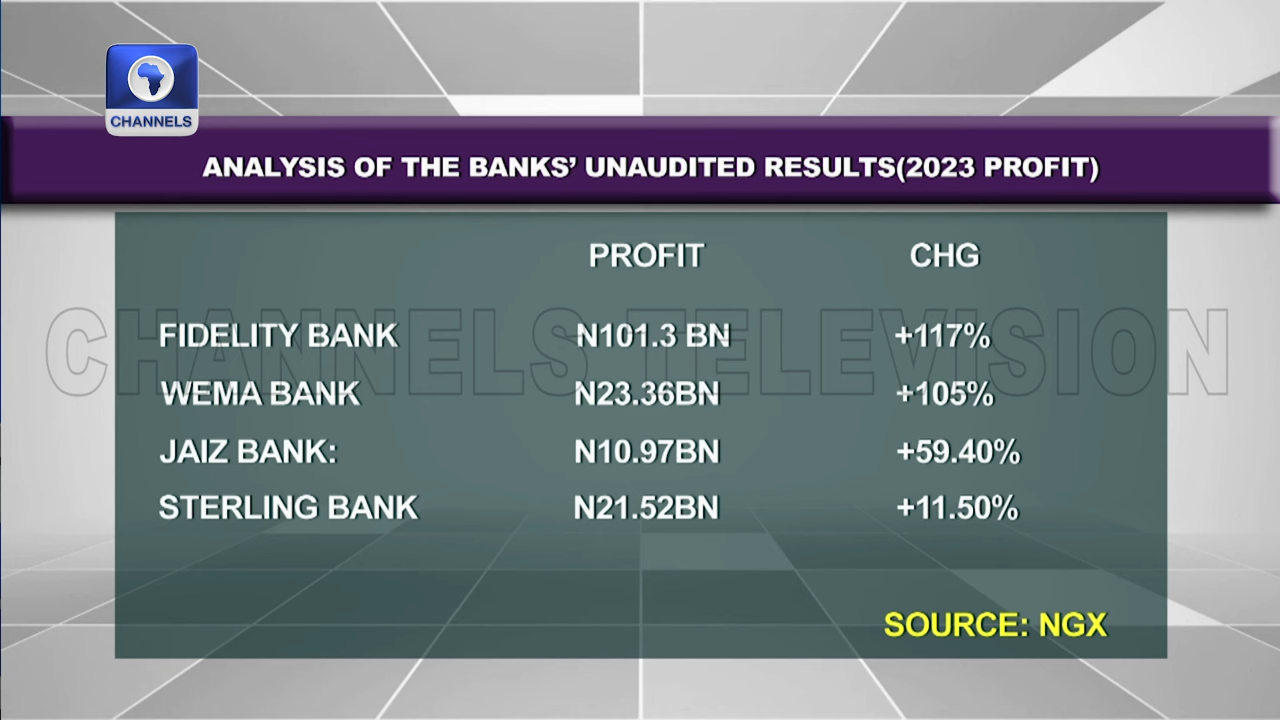 CHANNELS
ANALYSIS OF THE BANKS’ UNAUDITED RESULTS(2023 PROFIT)
PROFIT CHG
CHANNELS TELEVISION
FIDELITY BANK N101.3 BN +117%
WEMA BANK N23.36BN +105%
JAIZ BANK: N10.97BN +59.40%
STERLING BANK N21.52BN +11.50%
SOURCE: NGX